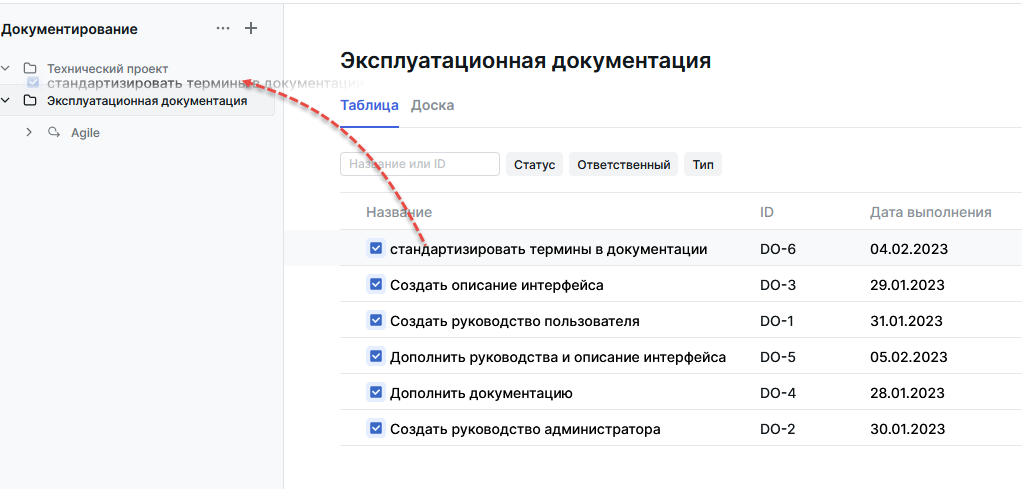 Документирование
Технический проект
стандартизировать термины в документации
Эксплуатационная документация
Agile
Эксплуатационная документация
Таблица Доска
Название или ID Статус Ответственный Тип
Название ID Дата выполнения
стандартизировать термины в документации DO-6 04.02.2023
Создать описание интерфейса DO-3 29.01.2023
Создать руководство пользователя DO-1 31.01.2023
Дополнить руководства и описание интерфейса DO-5 05.02.2023
Дополнить документацию DO-4 28.01.2023
Создать руководство администратора DO-2 30.01.2023